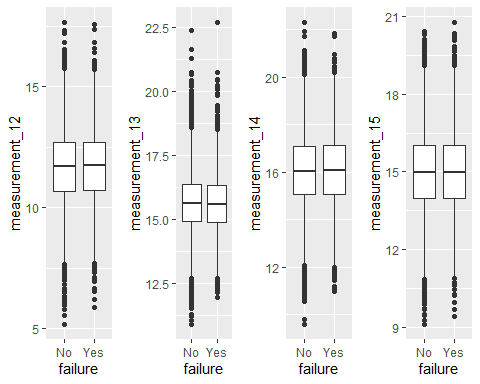 measurement_12
15
10
5
No Yes
failure
measurement_13
22.5
20.0
17.5
15.0
12.5
No Yes
failure
measurement_14
20
16
12
No Yes
failure
measurement_15
21
18
15
12
9
No Yes
failure